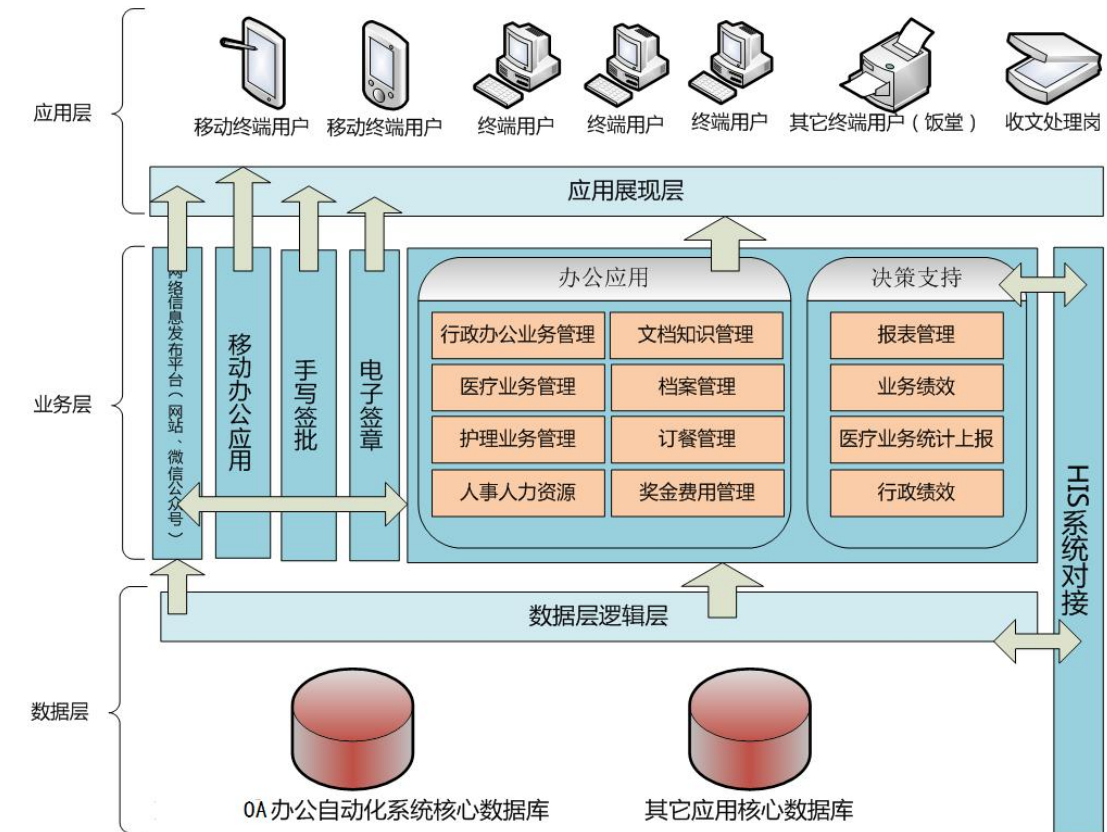 应用层
移动终端用户
移动终端用户
终端用户
终端用户
终端用户
其它终端用户（饭堂）
收文处理岗
应用展现层
业务层
网络信息发布平台（网站、微信公众号）
移动办公应用
手写签批
电子签章
办公应用
行政办公业务管理
文档知识管理
医疗业务管理
档案管理
护理业务管理
订餐管理
人事人力资源
奖金费用管理
决策支持
报表管理
业务绩效
医疗业务统计上报
行政绩效
HIS系统对接
数据层
数据层逻辑层
OA办公自动化系统核心数据库
其它应用核心数据库